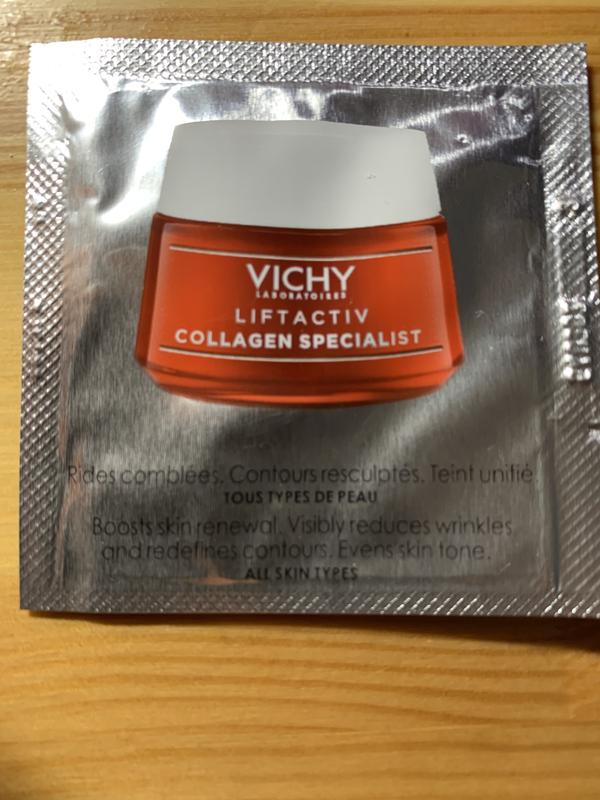 VICHY
LABORATOIRES
LIFTACTIV
COLLAGEN SPECIALIST
Rides comblées. Contours resculptés. Teint unifié.
TOUS TYPES DE PEAU
Boosts skin renewal. Visibly reduces wrinkles
and redefines contours. Evens skin tone.
ALL SKIN TYPES